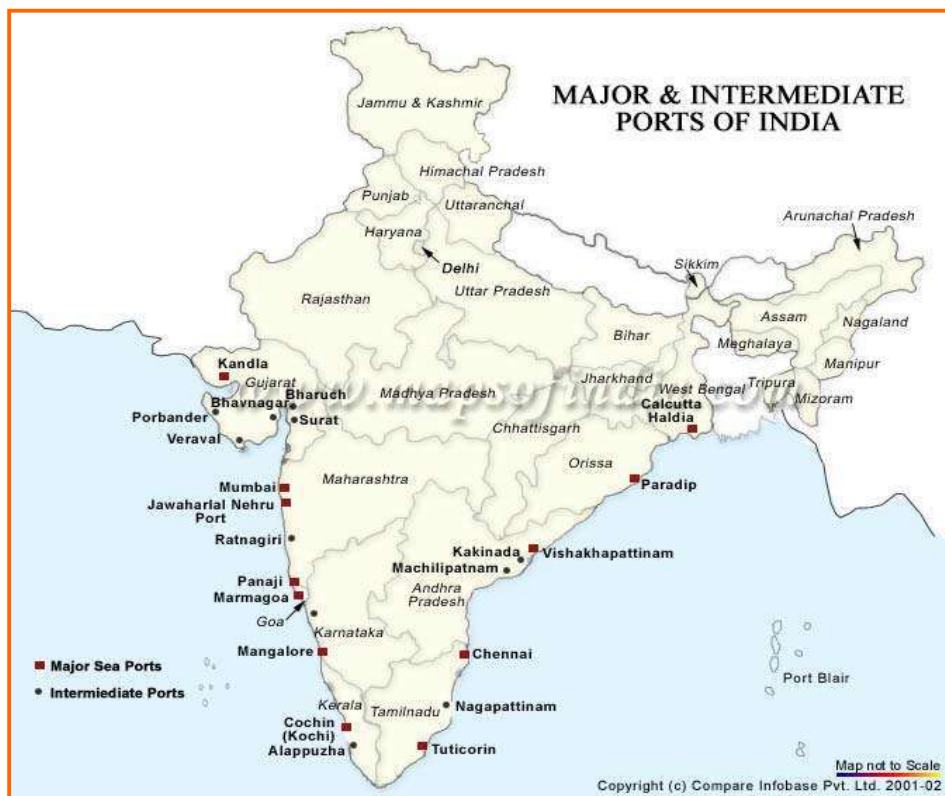 MAJOR & INTERMEDIATE
PORTS OF INDIA
Jammu & Kashmir
Himachal Pradesh
Punjab
Uttaranchal
Haryana
Delhi
Arunachal Pradesh
Sikkim
Rajasthan
Uttar Pradesh
Assam
Nagaland
Bihar
Meghalaya
Manipur
Kandla
Gujarat
Jharkhand
West Bengal
Tripura
Mizoram
www.mapsofindia.com
Madhya Pradesh
Bhavnagar
Bharuch
Porbander
Surat
Calcutta
Haldia
Veraval
Chhattisgarh
Orissa
Maharashtra
Paradip
Mumbai
Jawaharlal Nehru
Port
Ratnagiri
Kakinada
Vishakhapattinam
Machilipatnam
Panaji
Marmagoa
Andhra
Pradesh
Goa
Karnataka
Mangalore
Chennai
Major Sea Ports
Intermiediate Ports
Port Blair
Kerala
Tamilnadu
Nagapattinam
Cochin
(Kochi)
Alappuzha
Tuticorin
Map not to Scale
Copyright (c) Compare Infobase Pvt. Ltd. 2001-02